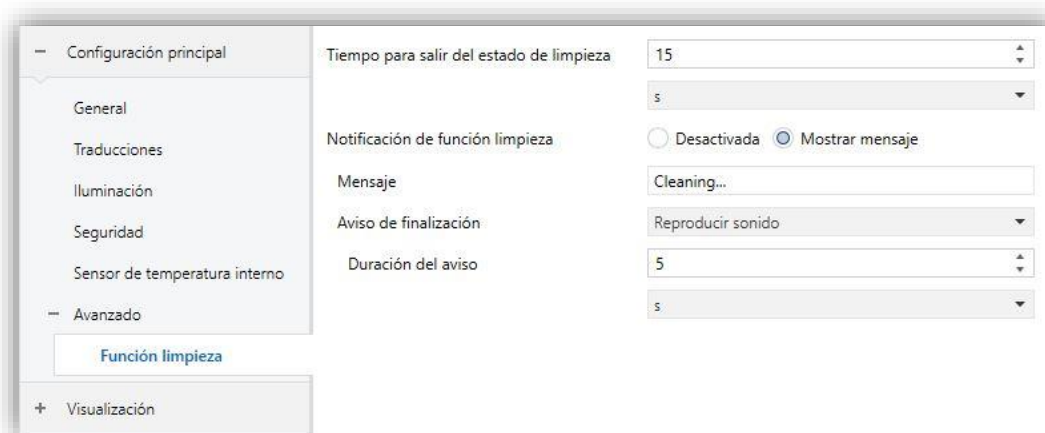 Configuración principal
General
Traducciones
Iluminación
Seguridad
Sensor de temperatura interno
Avanzado
Función limpieza
Visualización
Tiempo para salir del estado de limpieza
15
s
Notificación de función limpieza
Desactivada Mostrar mensaje
Mensaje
Cleaning...
Aviso de finalización
Reproducir sonido
Duración del aviso
5
s